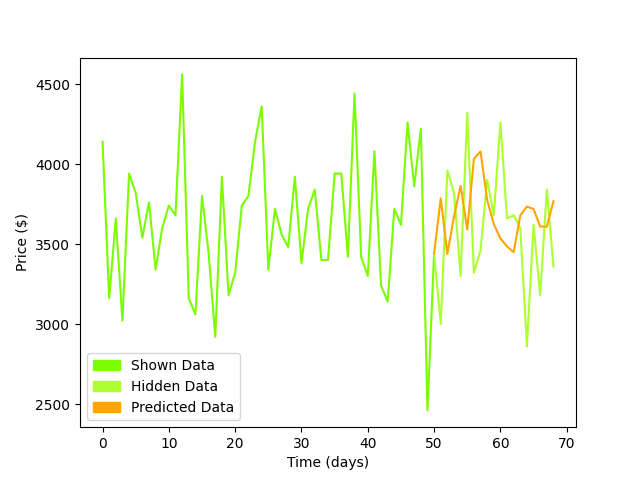 4500
4000
3500
3000
2500
Price ($)
Shown Data
Hidden Data
Predicted Data
0 10 20 30 40 50 60 70
Time (days)